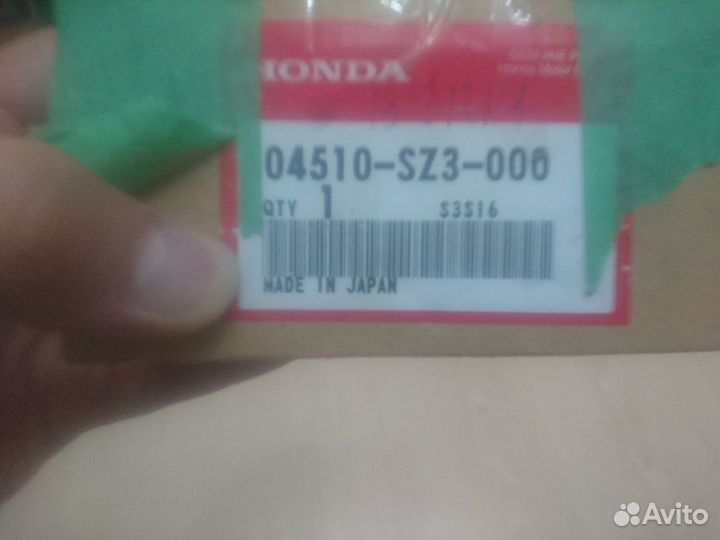 HONDA
04510-SZ3-000
QTY 1 S3S16
MADE IN JAPAN
Avito